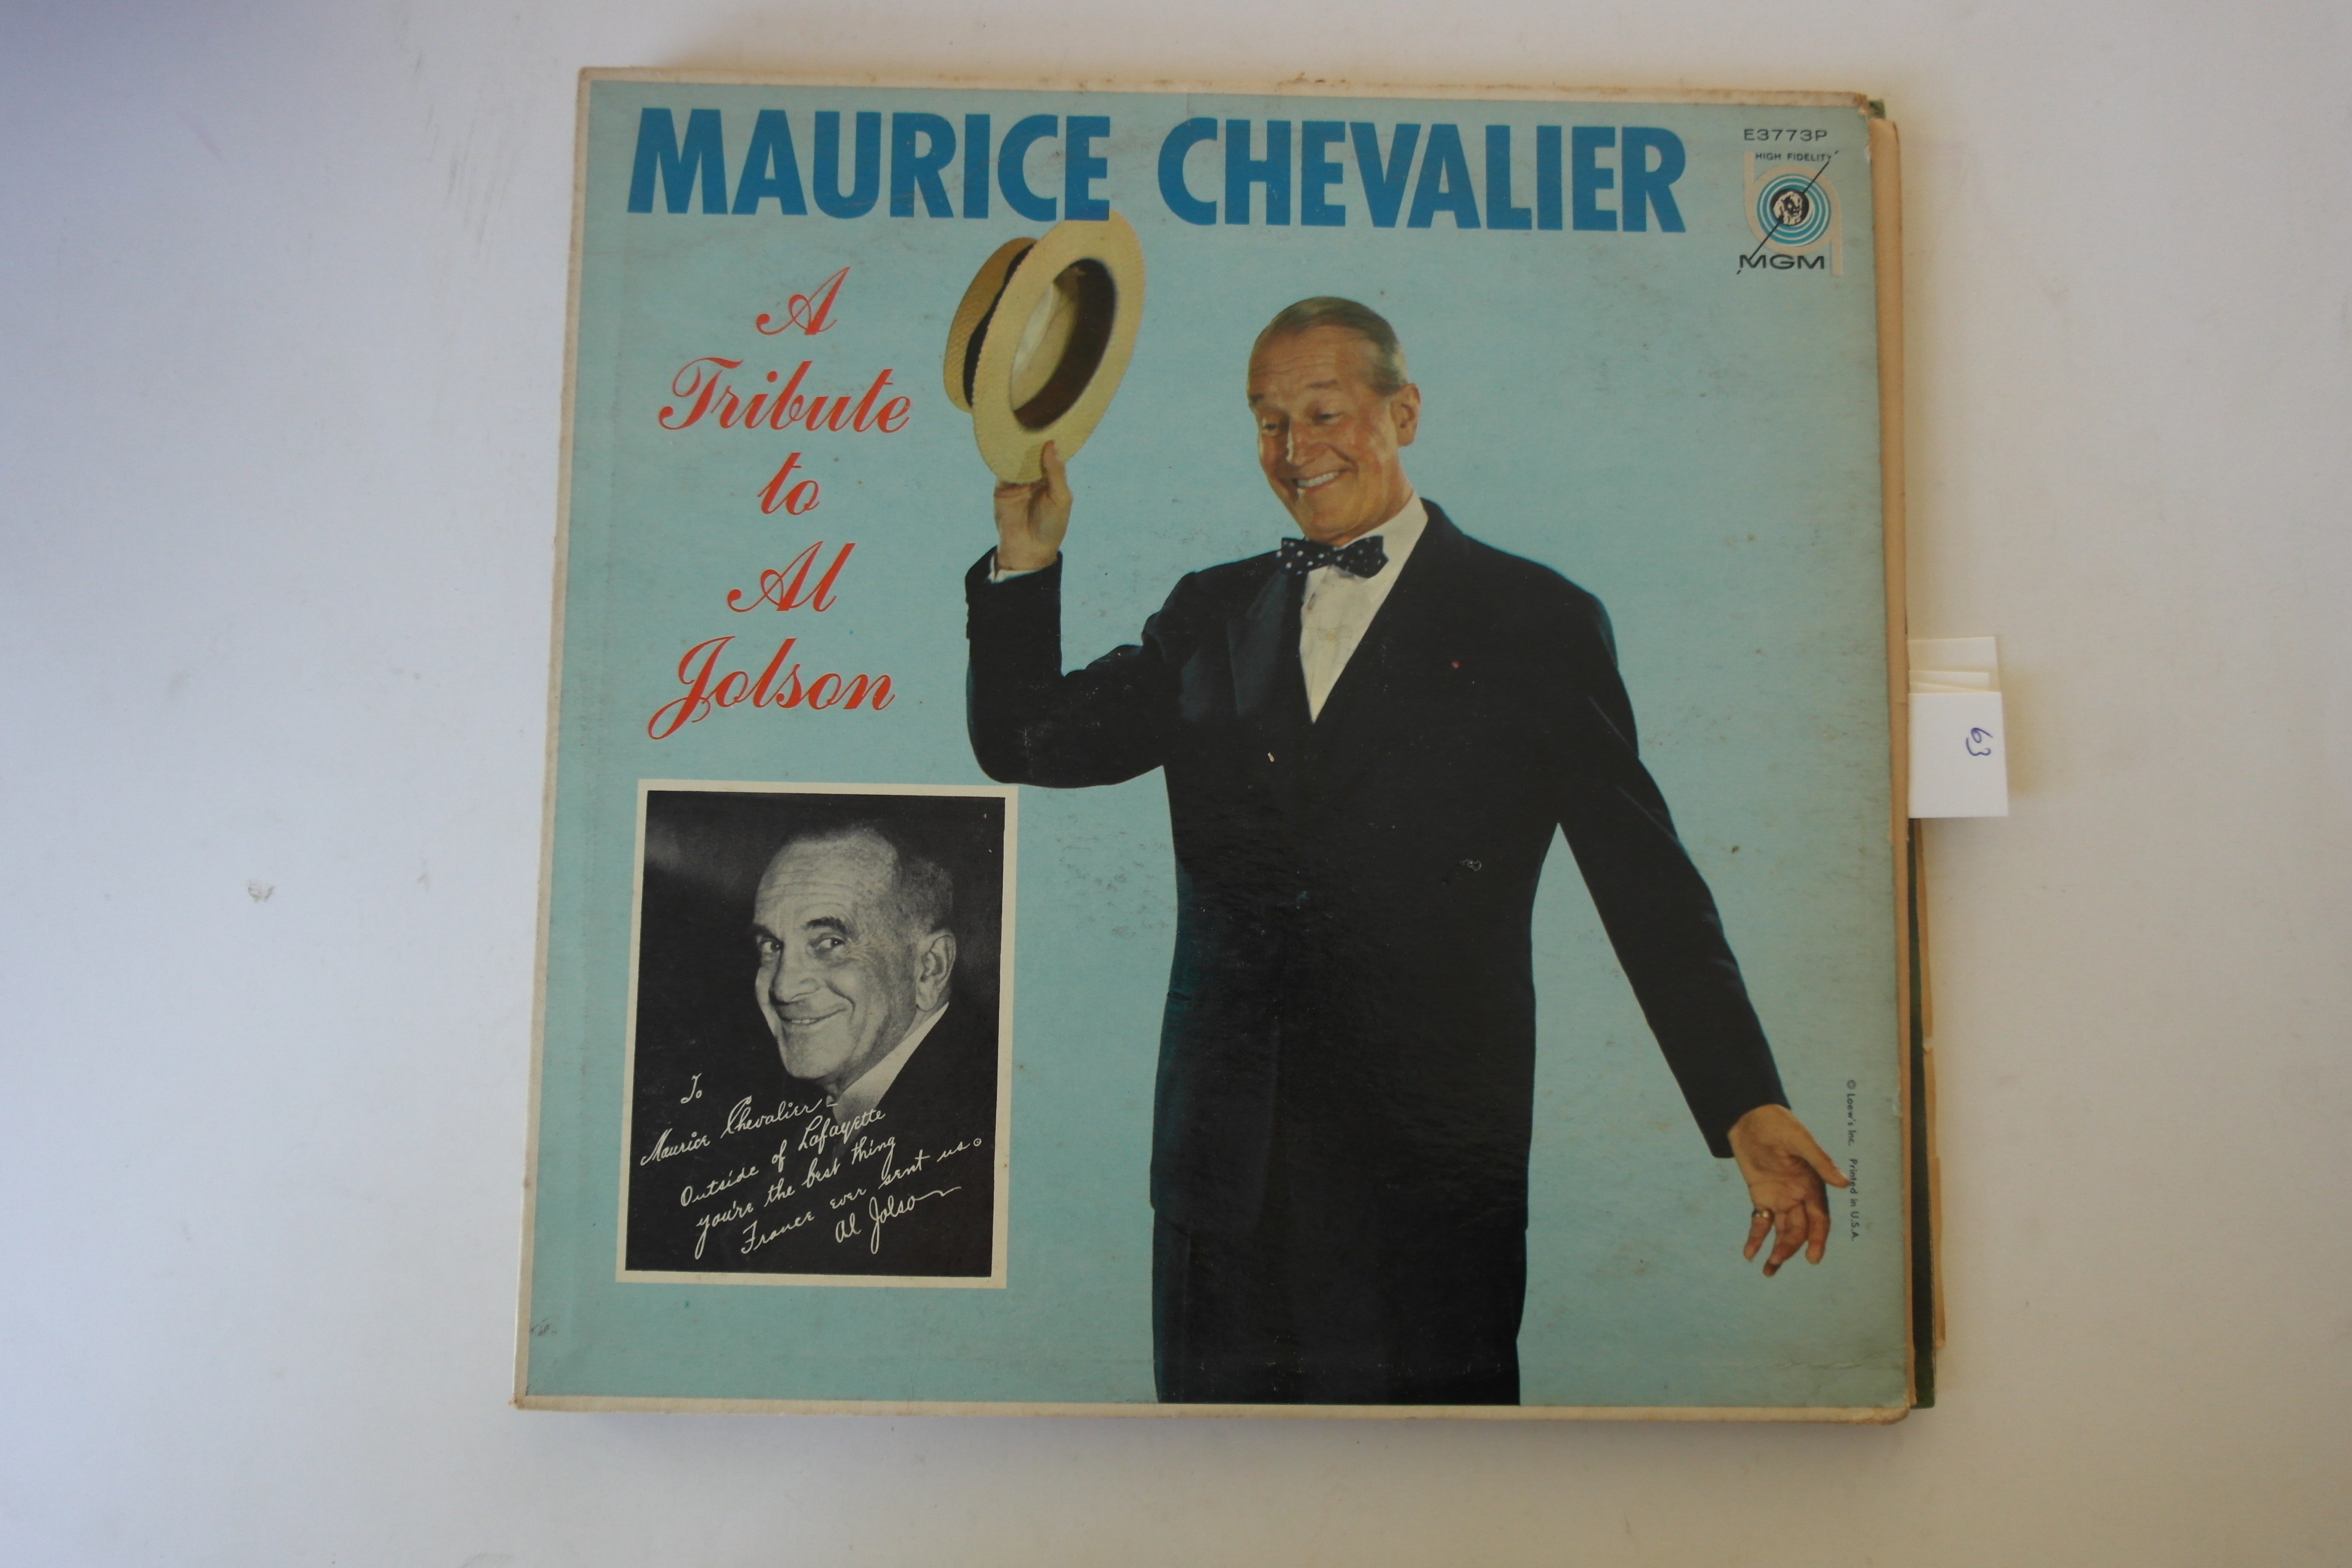 MAURICE CHEVALIER
E3773P
HIGH FIDELITY
MGM
A
Tribute
to
Al
Jolson
To
Maurice Chevalier–
Outside of Lafayette
you're the best thing
France ever sent us.
Al Jolson
© Loew's Inc. Printed in U.S.A.
63